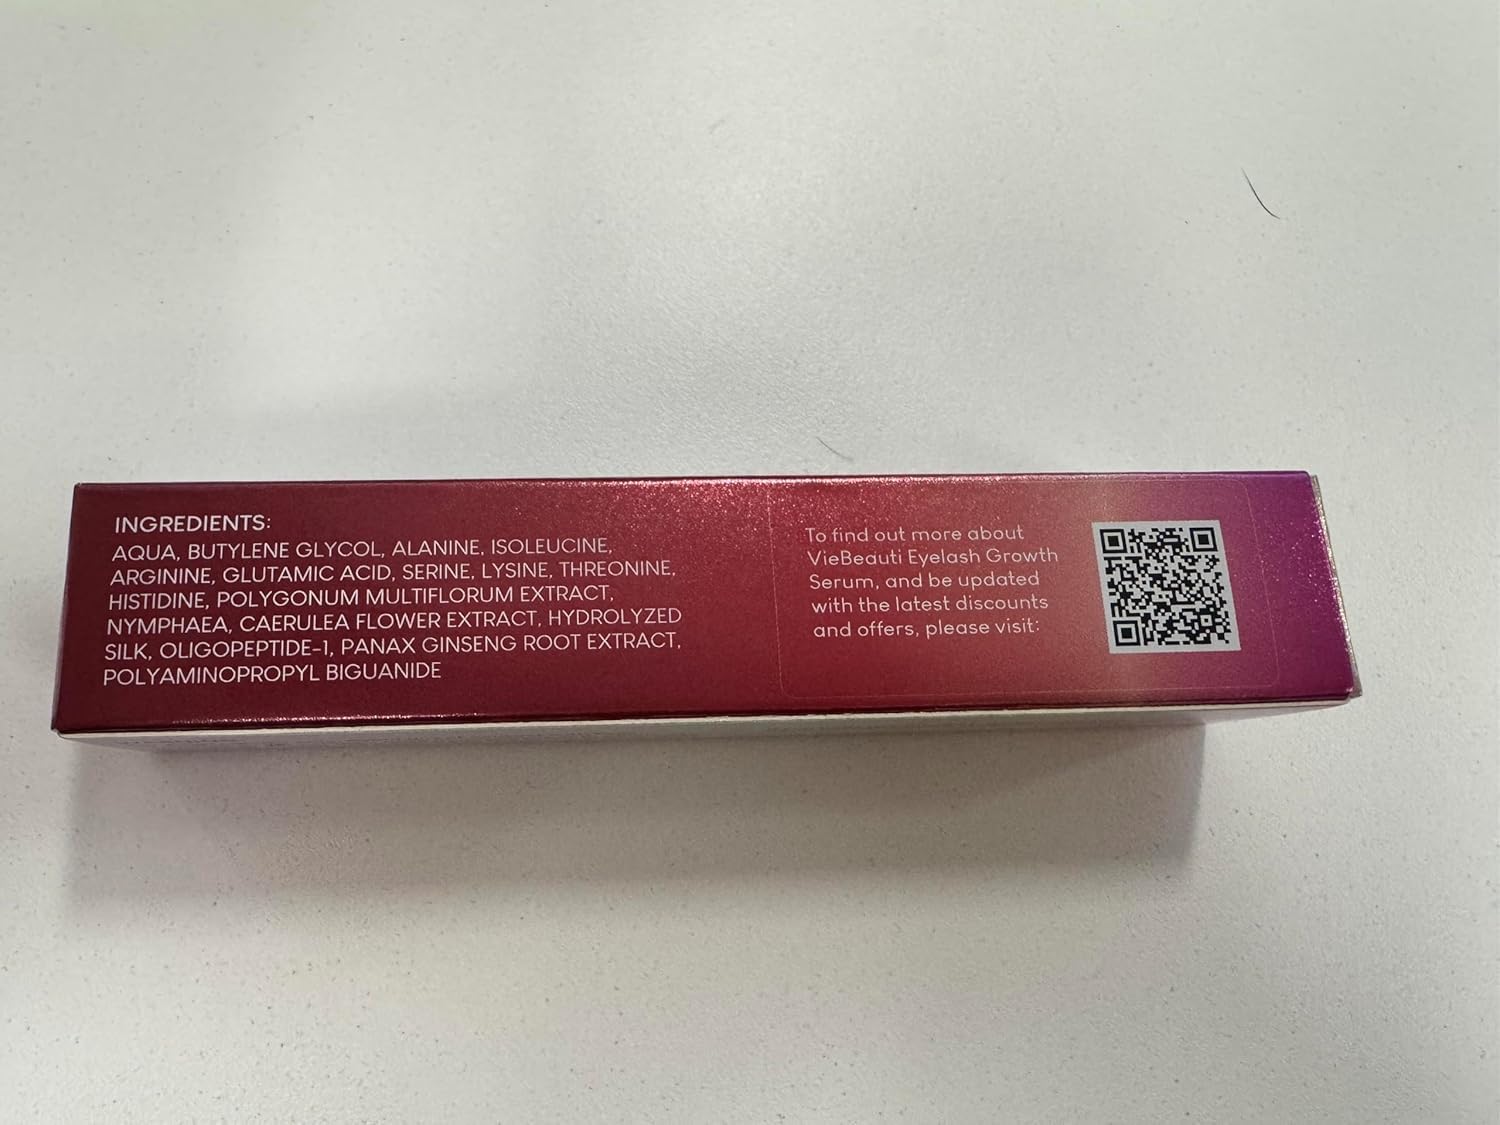 INGREDIENTS:
AQUA, BUTYLENE GLYCOL, ALANINE, ISOLEUCINE,
ARGININE, GLUTAMIC ACID, SERINE, LYSINE, THREONINE,
HISTIDINE, POLYGONUM MULTIFLORUM EXTRACT,
NYMPHAEA, CAERULEA FLOWER EXTRACT, HYDROLYZED
SILK, OLIGOPEPTIDE-1, PANAX GINSENG ROOT EXTRACT,
POLYAMINOPROPYL BIGUANIDE
To find out more about
VieBeauti Eyelash Growth
Serum, and be updated
with the latest discounts
and offers, please visit: